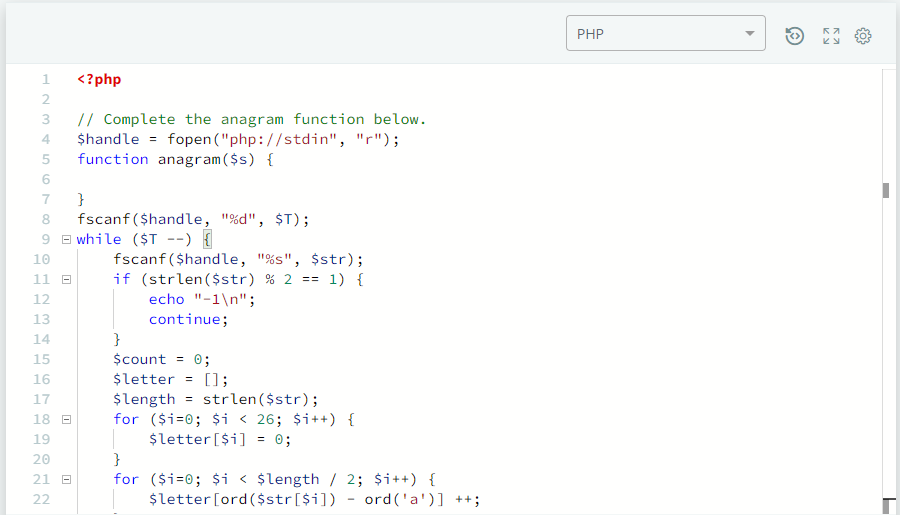 PHP
1 <?php
2
3 // Complete the anagram function below.
4 $handle = fopen("php://stdin", "r");
5 function anagram($s) {
6
7 }
8 fscanf($handle, "%d", $T);
9 while ($T --) {
10 fscanf($handle, "%s", $str);
11 if (strlen($str) % 2 == 1) {
12 echo "-1\n";
13 continue;
14 }
15 $count = 0;
16 $letter = [];
17 $length = strlen($str);
18 for ($i=0; $i < 26; $i++) {
19 $letter[$i] = 0;
20 }
21 for ($i=0; $i < $length / 2; $i++) {
22 $letter[ord($str[$i]) - ord('a')] ++;